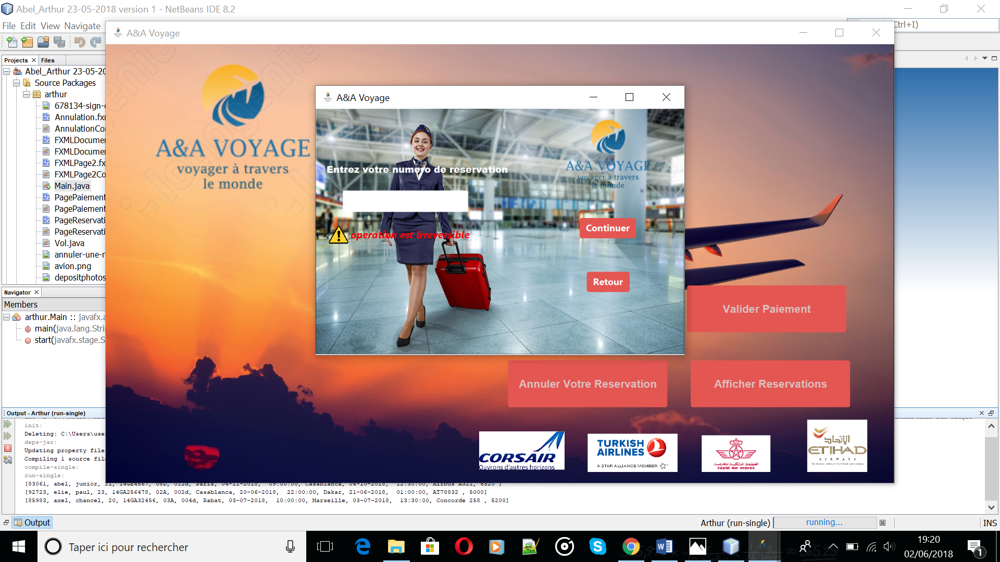 Abel_Arthur 23-05-2018 version 1 - NetBeans IDE 8.2
File Edit View Navigate
Ctrl+I)
A&A Voyage
Projects
Files
Abel_Arthur 23-05-20
Source Packages
arthur
678134-sign-
Annulation.fxm
AnnulationCo
FXMLDocume
FXMLDocume
FXMLPage2.fx
FXMLPage2Co
Main.java
PagePaiement
PagePaiement
PageReservati
PageReservati
Vol.java
annuler-une-r
avion.png
depositphotos
Navigator
Members
arthur.Main :: javafx.a
main(java.lang.Stri
start(javafx.stage.S
A&A VOYAGE
voyager à travers
le monde
A&A Voyage
A&A VOYAGE
voyager à travers
le monde
Entrez votre numero de reservation
operation est irreversible
Continuer
Retour
Valider Paiement
Annuler Votre Reservation
Afficher Reservations
CORSAIR
Ouvrons d'autres horizons
TURKISH
AIRLINES
A STAR ALLIANCE MEMBER
الخطوط الملكية المغربية
royal air maroc
الإتحاد
ETIHAD
AIRWAYS
Output - Arthur (run-single)
init:
Deleting: C:\Users\use
deps-jar:
Updating property file
Compiling 1 source fil
compile-single:
run-single:
[83061, abel, junior, 21, 14GE4567, 08D, 012d, Paris, 04-11-2018, 09:00:00, Casablanca, 04-10-2018, 12:30:00, Airbus A321, 6520 ]
[92723, elie, paul, 23, 14GA256478, 02A, 002d, Casablanca, 20-06-2018, 22:00:00, Dakar, 21-06-2018, 01:00:00, AT78832 , 5000]
[85983, axel, chancel, 20, 14GA32456, 03A, 004d, Rabat, 03-07-2018, 10:00:00, Marseille, 03-07-2018, 13:30:00, Concorde 258 , 5200]
Output
Arthur (run-single)
running...
INS
Taper ici pour rechercher
19:20
02/06/2018
1